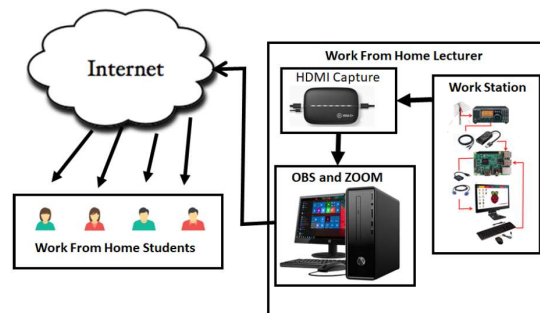 Internet
Work From Home Lecturer
HDMI Capture
Work Station
OBS and ZOOM
Work From Home Students